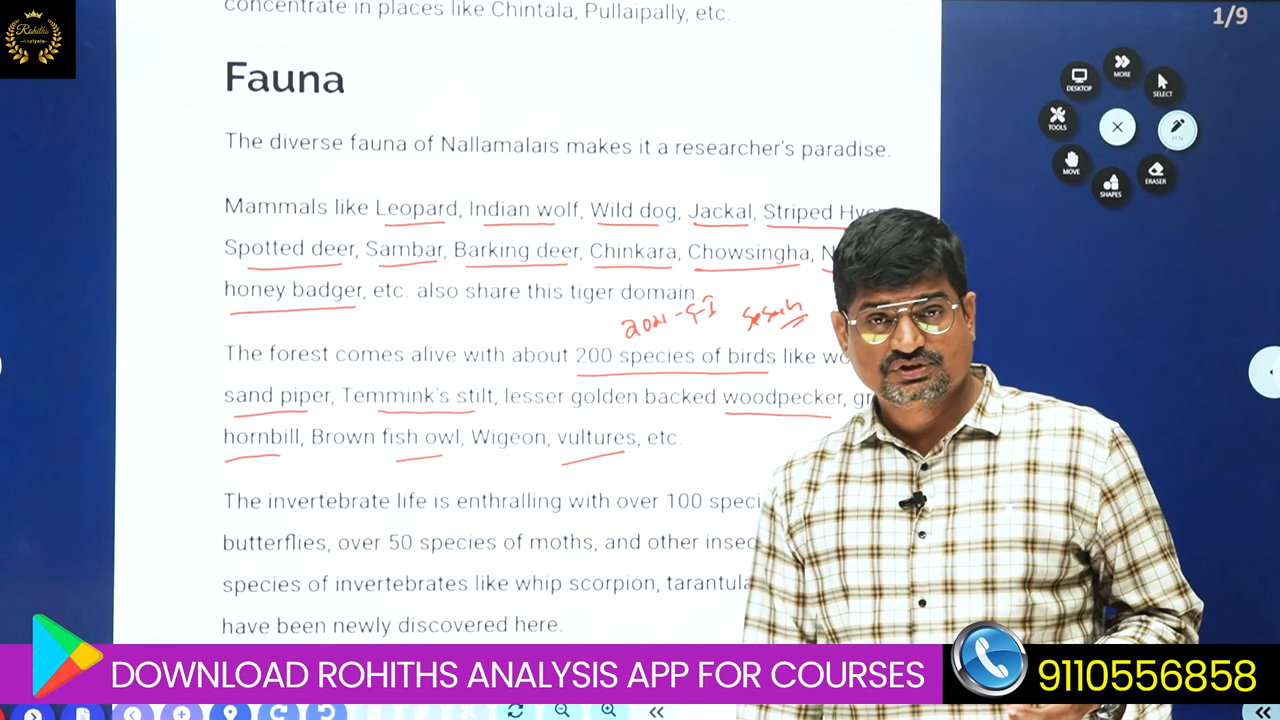 concentrate in places like Chintala, Pullaipally, etc.
1/9
Rohiths
Analysis
Fauna
MORE
DESKTOP
SELECT
TOOLS
PEN
MOVE
ERASER
SHAPES
The diverse fauna of Nallamalais makes it a researcher's paradise.
Mammals like Leopard, Indian wolf, Wild dog, Jackal, Striped
Spotted deer, Sambar, Barking deer, Chinkara, Chowsingha,
honey badger, etc. also share this tiger domain.
The forest comes alive with about 200 species of birds like
sand piper, Temmink's stilt, lesser golden backed woodpecker,
hornbill, Brown fish owl, Wigeon, vultures, etc.
The invertebrate life is enthralling with over 100
butterflies, over 50 species of moths, and other
species of invertebrates like whip scorpion,
have been newly discovered here.
DOWNLOAD ROHITHS ANALYSIS APP FOR COURSES
9110556858